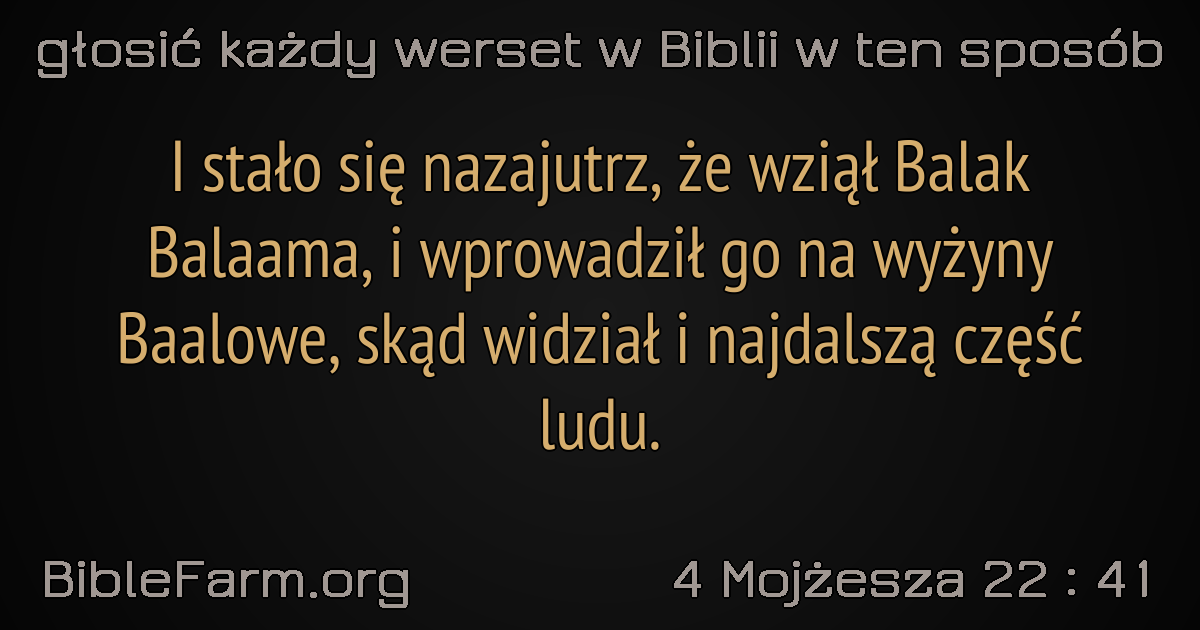 głosić każdy werset w Biblii w ten sposób
I stało się nazajutrz, że wziął Balak
Balaama, i wprowadził go na wyżyny
Baalowe, skąd widział i najdalszą część
ludu.
BibleFarm.org
4 Mojżesza 22 : 41